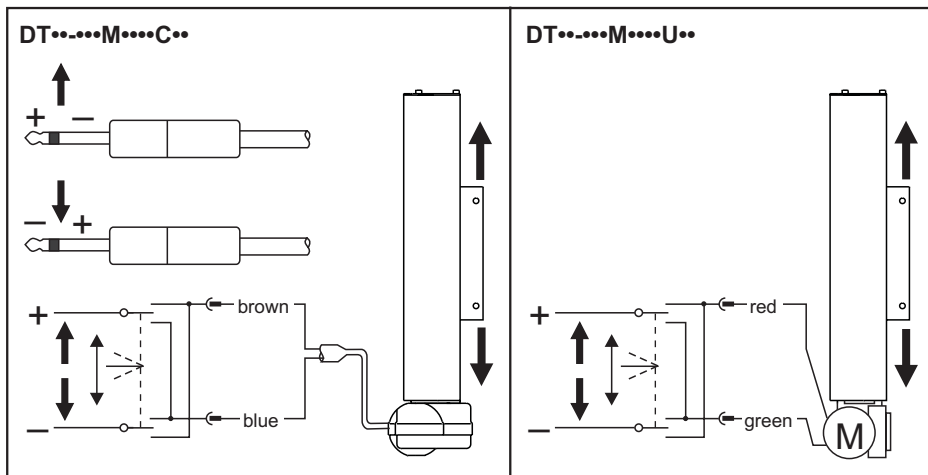 DT••-•••M••••C••
+ −
− +
+
brown
−
blue
DT••-•••M••••U••
+
red
−
green
M